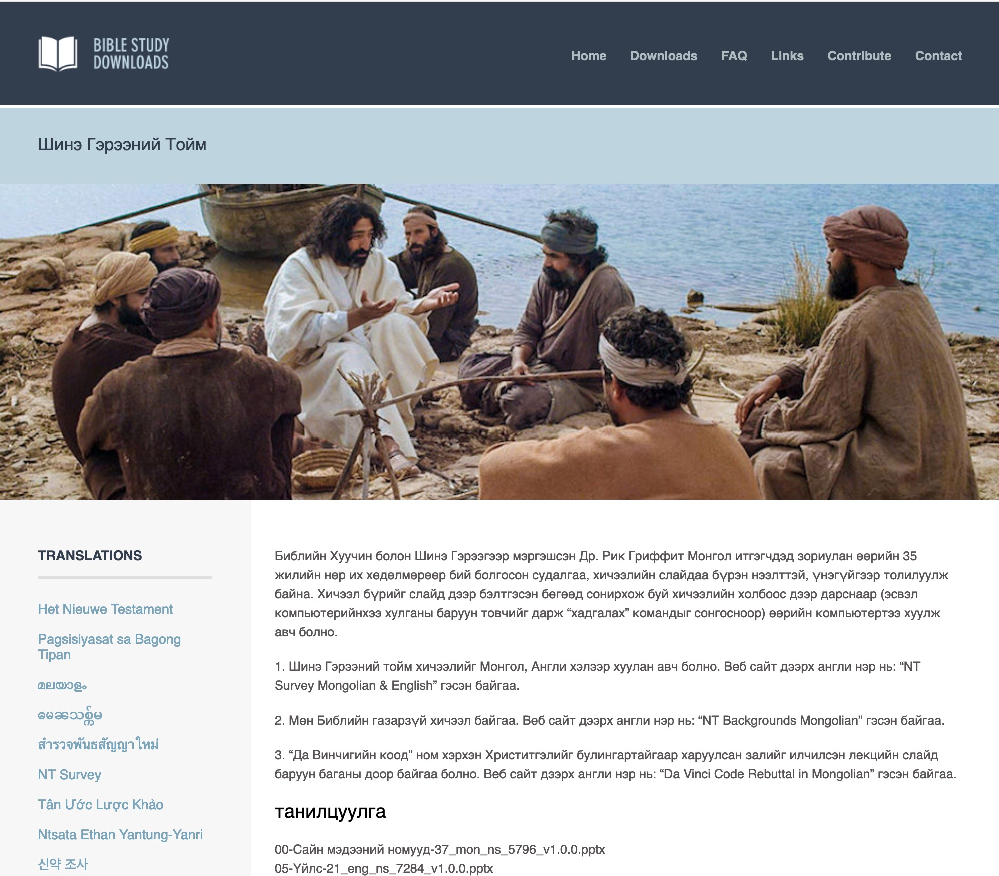 BIBLE STUDY
DOWNLOADS
Home Downloads FAQ Links Contribute Contact
Шинэ Гэрээний Тойм
TRANSLATIONS
Het Nieuwe Testament
Pagsisiyasat sa Bagong
Tipan
മലയാളം
สำรวจพันธสัญญาใหม่
NT Survey
Tân Ước Lược Khảo
Ntsata Ethan Yantung-Yanri
신약 조사
Библийн Хуучин болон Шинэ Гэрээгээр мэргэшсэн Др. Рик Гриффит Монгол итгэгчдэд зориулан өөрийн 35
жилийн нөр их хөдөлмөрөөр бий болгосон судалгаа, хичээлийн слайдаа бүрэн нээлттэй, үнэгүйгээр толилуулж
байна. Хичээл бүрийг слайд дээр бэлтгэсэн бөгөөд сонирхож буй хичээлийн холбоос дээр дарснаар (эсвэл
компьютерийнхээ хулганы баруун товчийг дарж “хадгалах” командыг сонгосноор) өөрийн компьютертээ хуулж
авч болно.
1. Шинэ Гэрээний тойм хичээлийг Монгол, Англи хэлээр хуулан авч болно. Веб сайт дээрх англи нэр нь: “NT
Survey Mongolian & English” гэсэн байгаа.
2. Мөн Библийн газарзүй хичээл байгаа. Веб сайт дээрх англи нэр нь: “NT Backgrounds Mongolian” гэсэн байгаа.
3. “Да Винчигийн коод” ном хэрхэн Христитгэлийг булингартайгаар харуулсан залийг илчилсэн лекцийн слайд
баруун баганы доор байгаа болно. Веб сайт дээрх англи нэр нь: “Da Vinci Code Rebuttal in Mongolian” гэсэн байгаа.
танилцуулга
00-Сайн мэдээний номууд-37_mon_ns_5796_v1.0.0.pptx
05-Үйлс-21_eng_ns_7284_v1.0.0.pptx